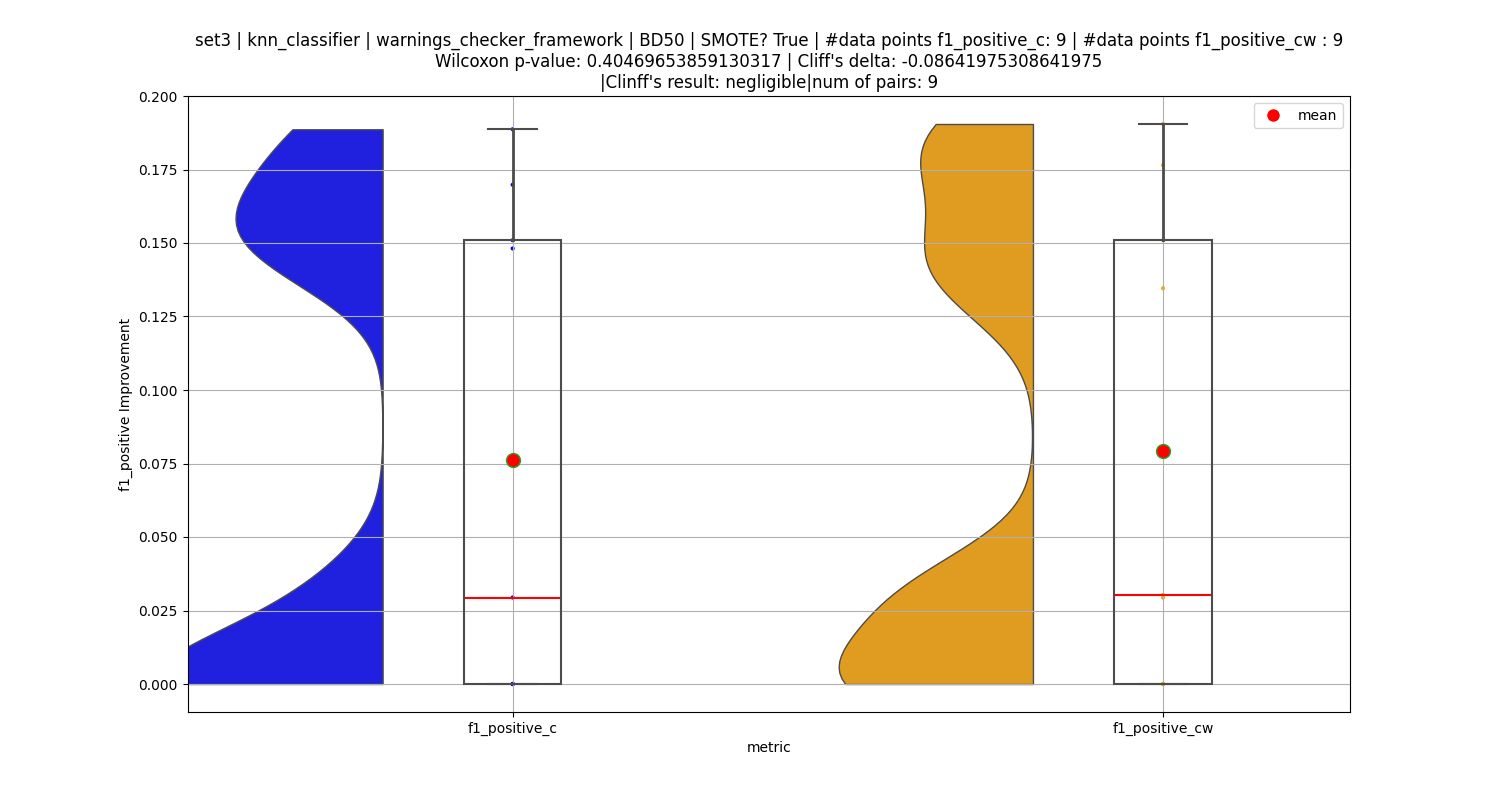 set3 | knn_classifier | warnings_checker_framework | BD50 | SMOTE? True | #data points f1_positive_c: 9 | #data points f1_positive_cw : 9
Wilcoxon p-value: 0.40469653859130317 | Cliff's delta: -0.08641975308641975
|Clinff's result: negligible|num of pairs: 9
mean
0.200
0.175
0.150
0.125
0.100
0.075
0.050
0.025
0.000
f1_positive Improvement
f1_positive_c
f1_positive_cw
metric